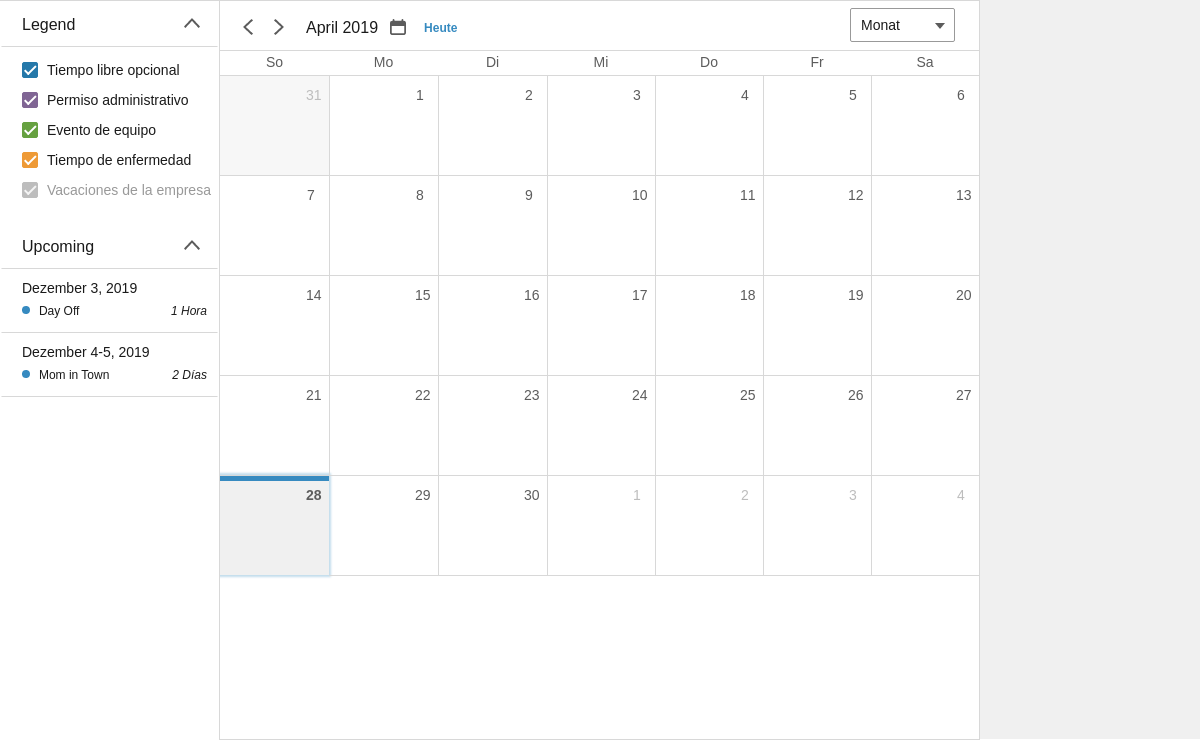 Legend
Tiempo libre opcional
Permiso administrativo
Evento de equipo
Tiempo de enfermedad
Vacaciones de la empresa
Upcoming
Dezember 3, 2019
Day Off 1 Hora
Dezember 4-5, 2019
Mom in Town 2 Días
April 2019 Heute Monat
So Mo Di Mi Do Fr Sa
31 1 2 3 4 5 6
7 8 9 10 11 12 13
14 15 16 17 18 19 20
21 22 23 24 25 26 27
28 29 30 1 2 3 4